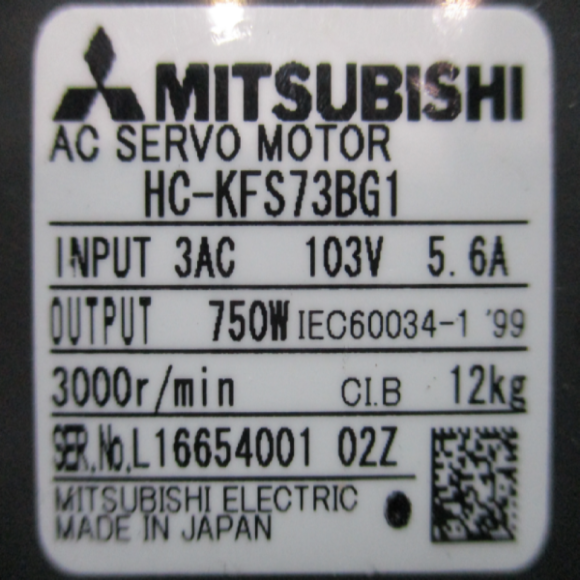 MITSUBISHI
AC SERVO MOTOR
HC-KFS73BG1
INPUT 3AC 103V 5.6A
OUTPUT 750W IEC60034-1 '99
3000r/min CI.B 12kg
SER.No.L16654001 02Z
MITSUBISHI ELECTRIC
MADE IN JAPAN